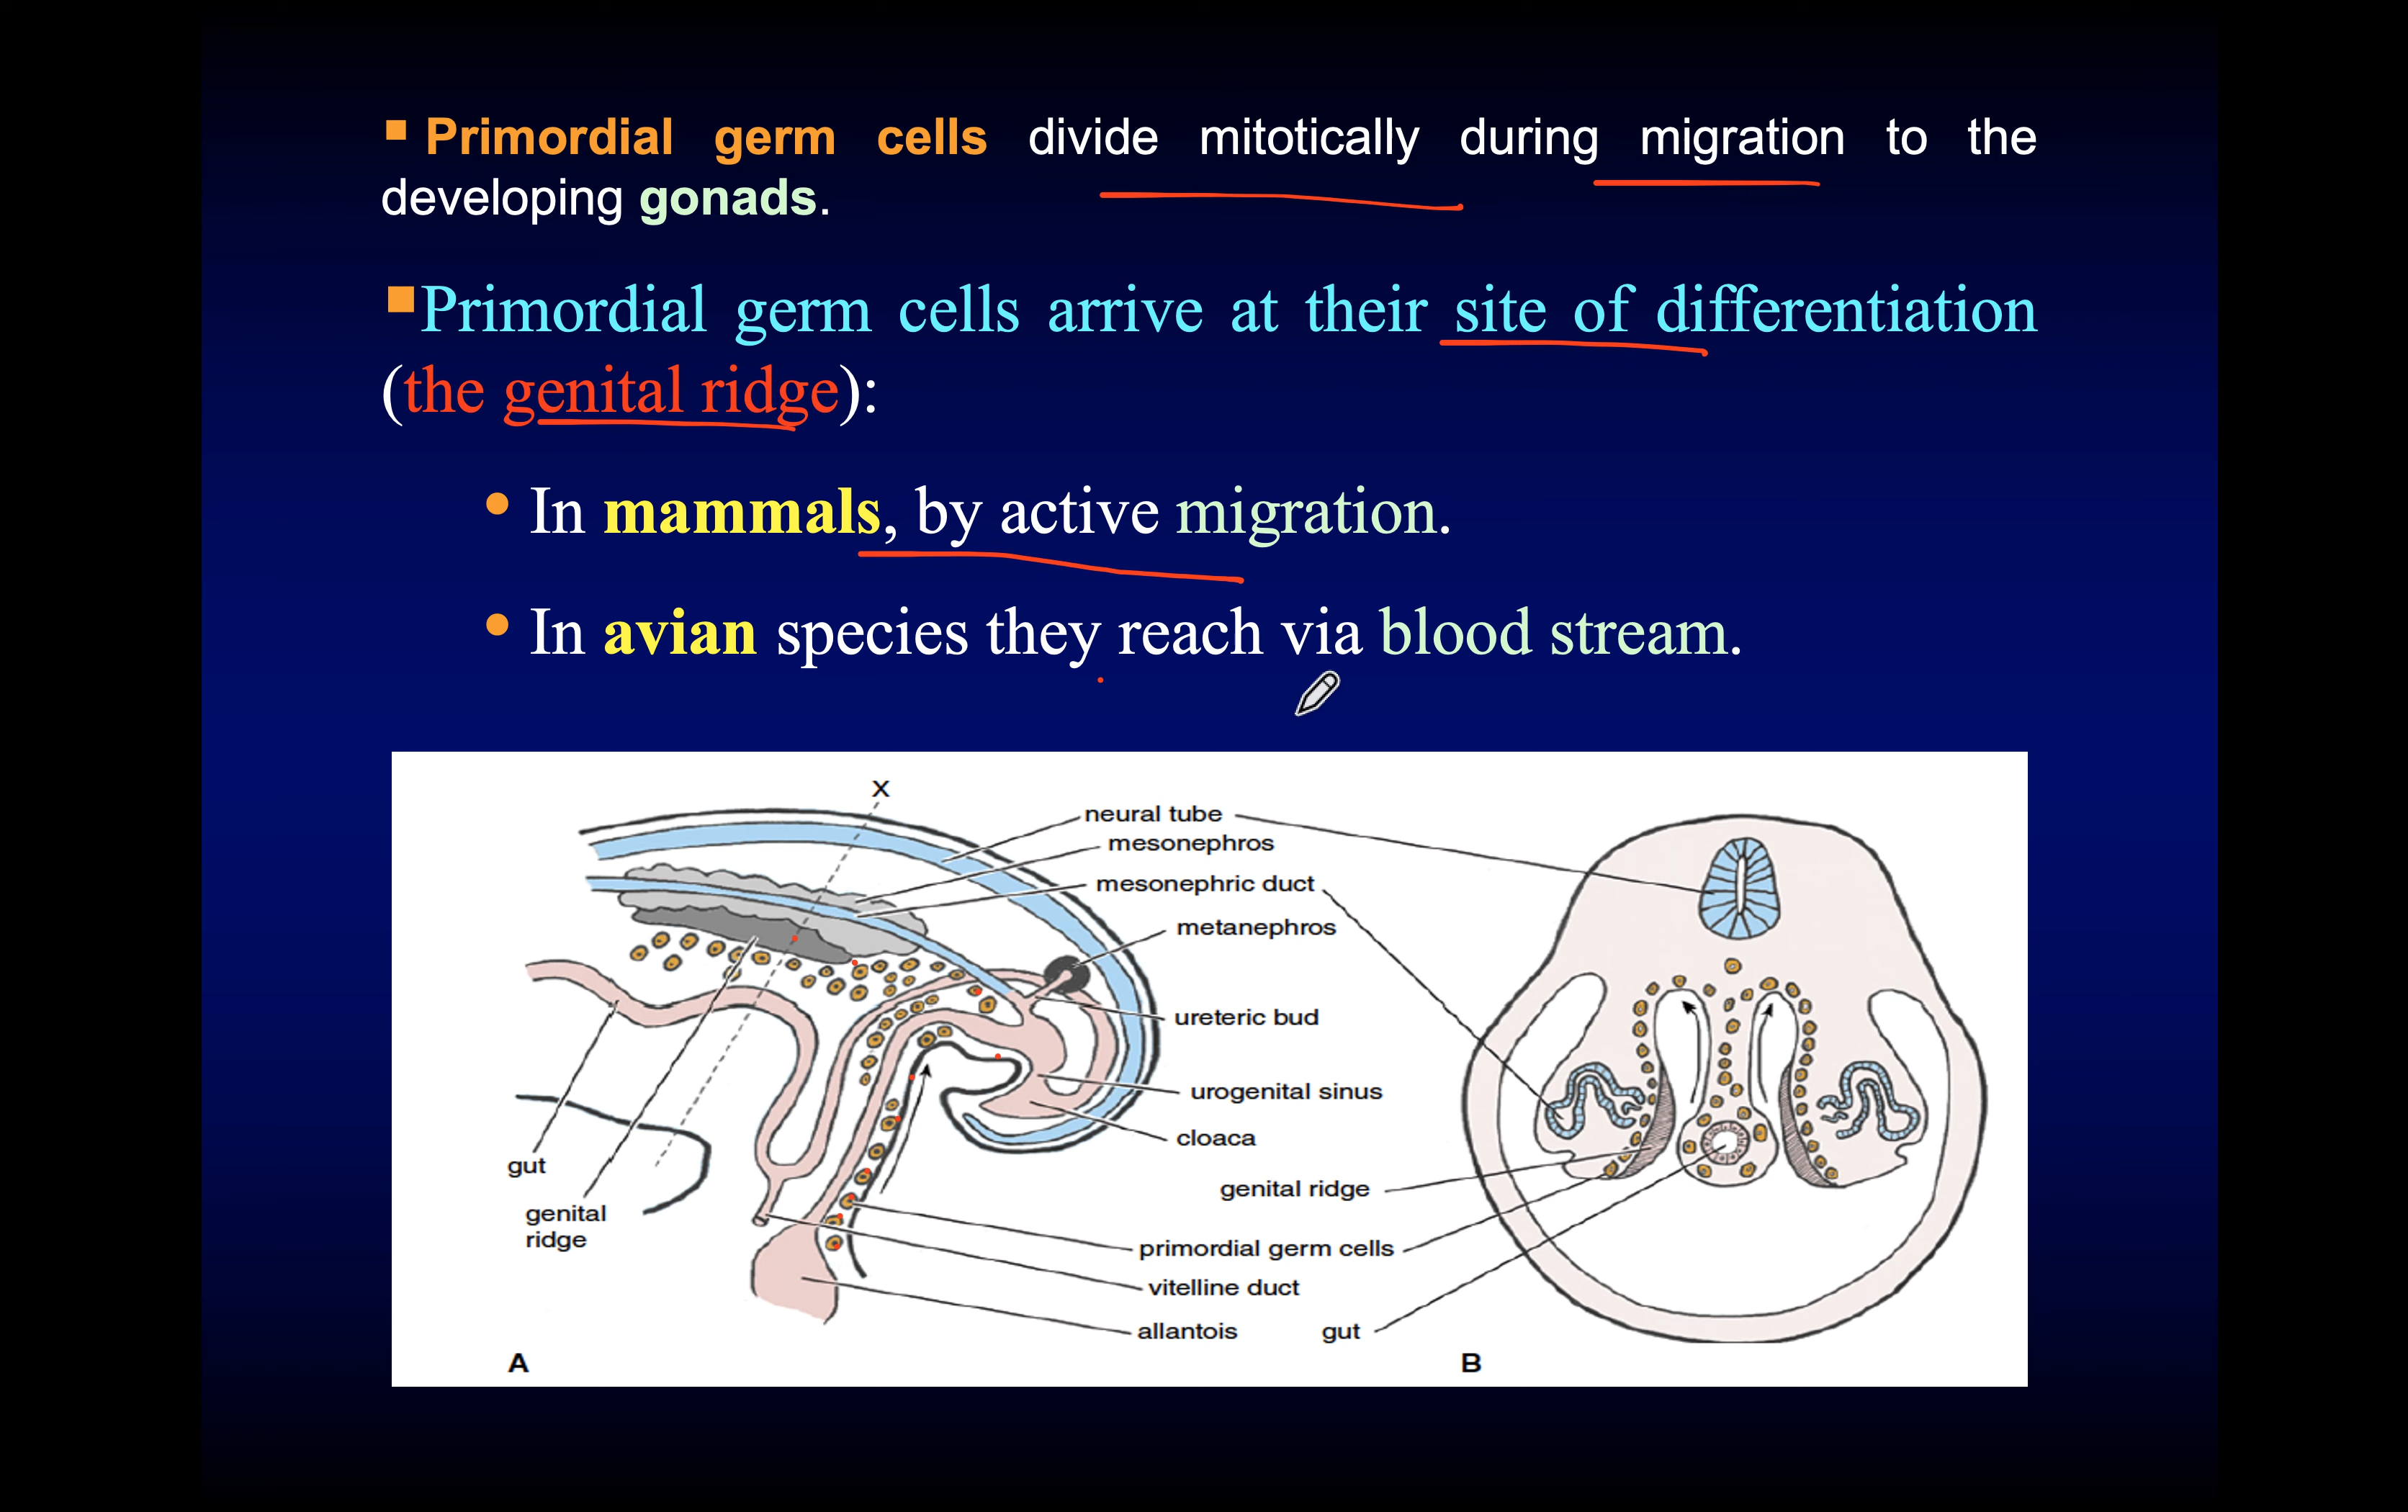 Primordial germ cells divide mitotically during migration to the
developing gonads.
Primordial germ cells arrive at their site of differentiation
(the genital ridge):
In mammals, by active migration.
In avian species they reach via blood stream.
X
neural tube
mesonephros
mesonephric duct
metanephros
ureteric bud
urogenital sinus
cloaca
gut
genital ridge
genital
ridge
primordial germ cells
vitelline duct
allantois
gut
A
B